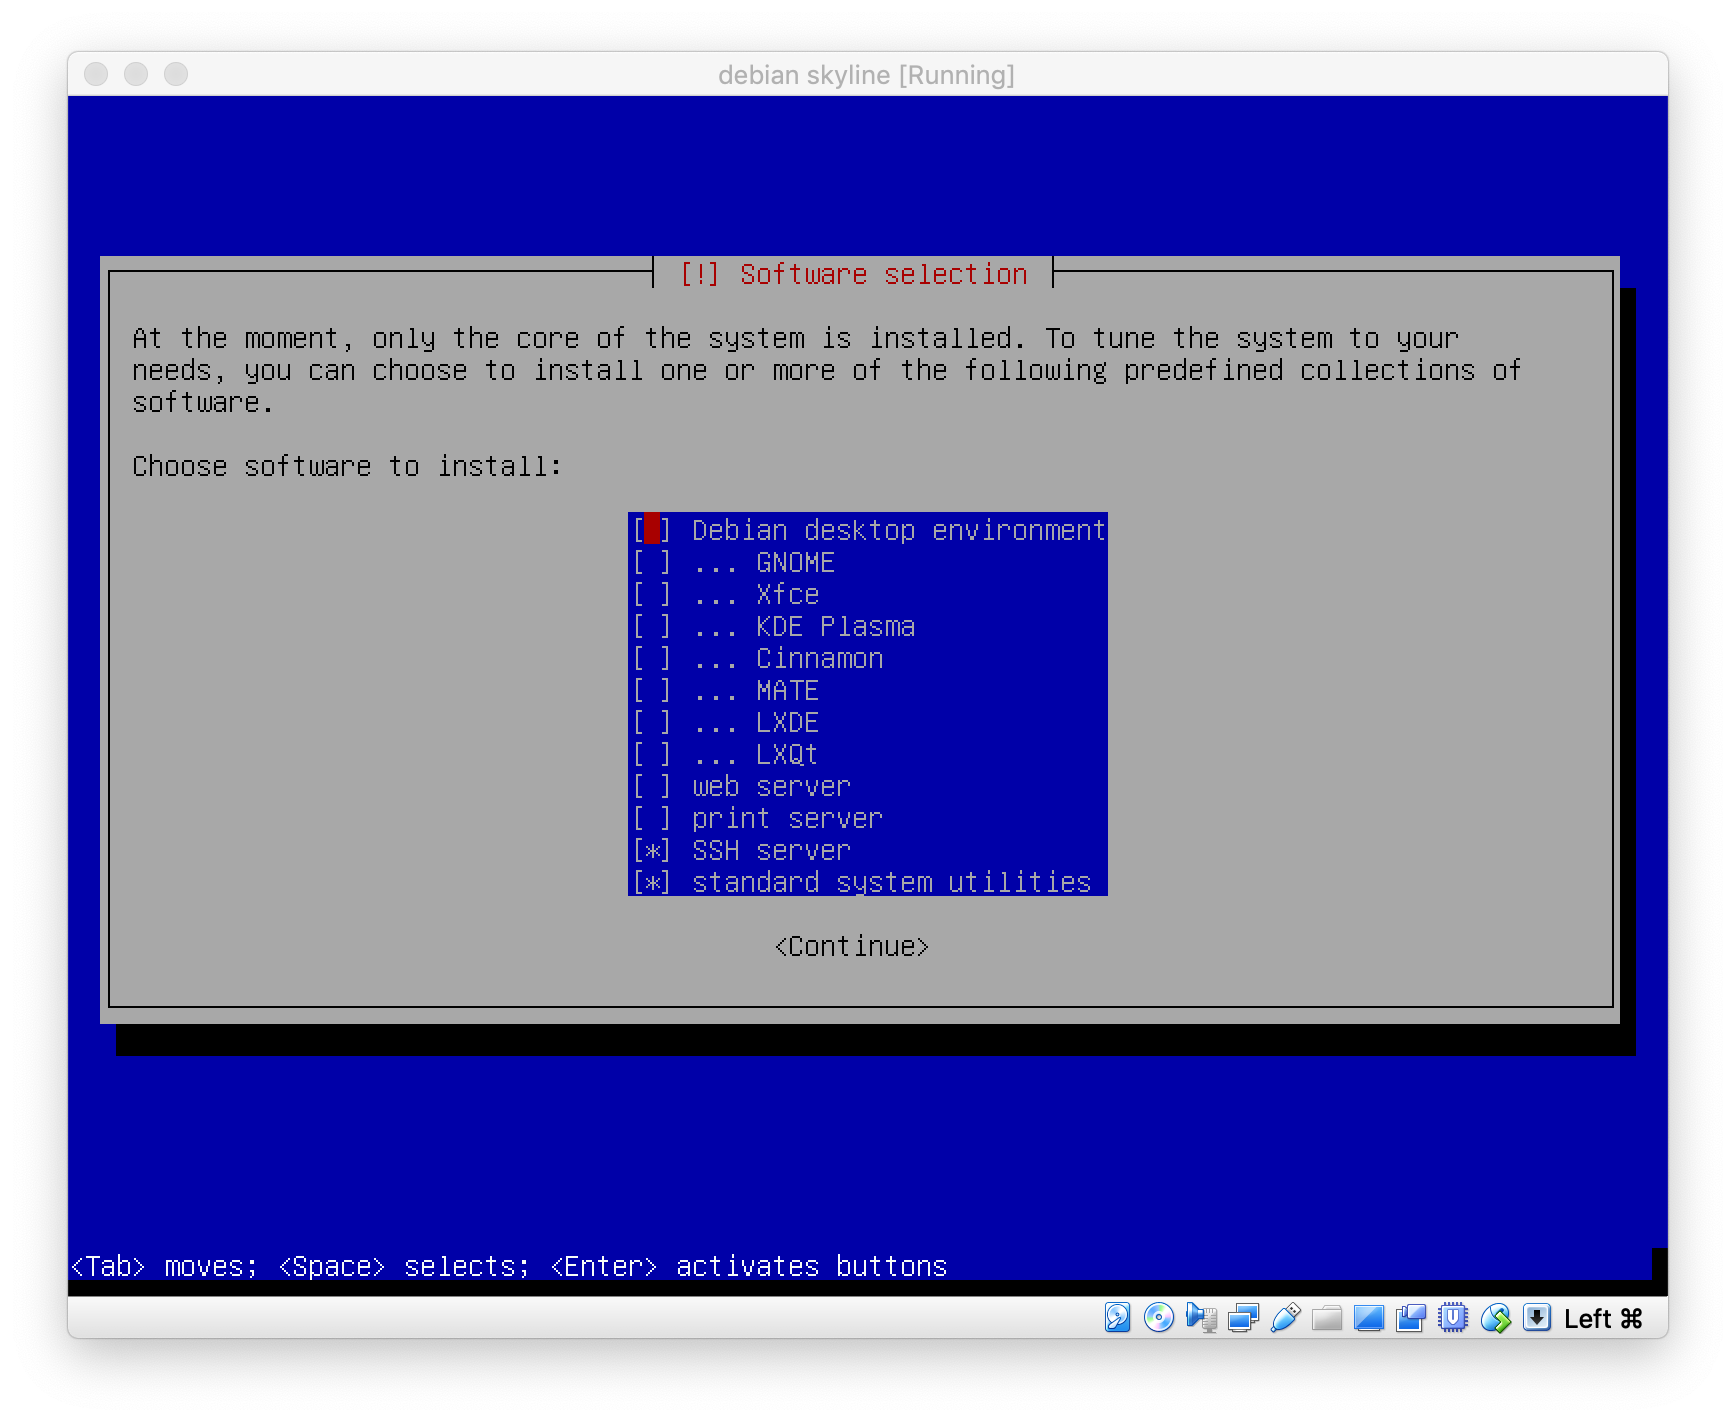 debian skyline [Running]
[!] Software selection
At the moment, only the core of the system is installed. To tune the system to your
needs, you can choose to install one or more of the following predefined collections of
software.
Choose software to install:
[ ] Debian desktop environment
[ ] ... GNOME
[ ] ... Xfce
[ ] ... KDE Plasma
[ ] ... Cinnamon
[ ] ... MATE
[ ] ... LXDE
[ ] ... LXQt
[ ] web server
[ ] print server
[*] SSH server
[*] standard system utilities
<Continue>
<Tab> moves; <Space> selects; <Enter> activates buttons
Left ⌘